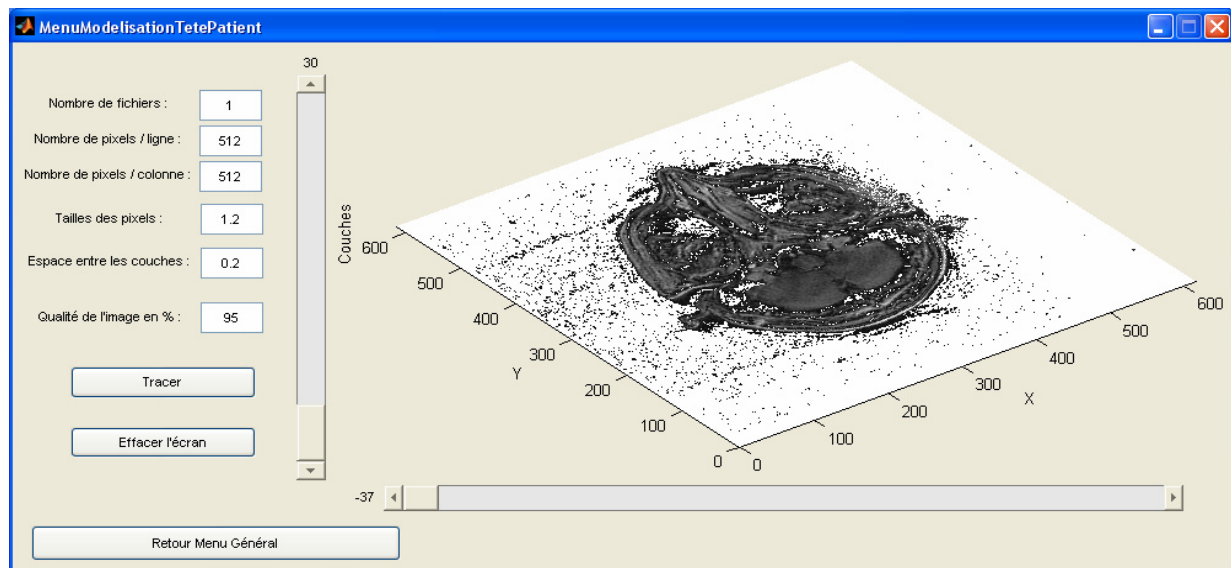 MenuModelisationTetePatient
Nombre de fichiers : 1
Nombre de pixels / ligne : 512
Nombre de pixels / colonne : 512
Tailles des pixels : 1.2
Espace entre les couches : 0.2
Qualité de l'image en % : 95
Tracer
Effacer l'écran
Retour Menu Général
30
-37
Couches
600
500
400
300
200
100
0
Y
0
100
200
300
400
500
600
X